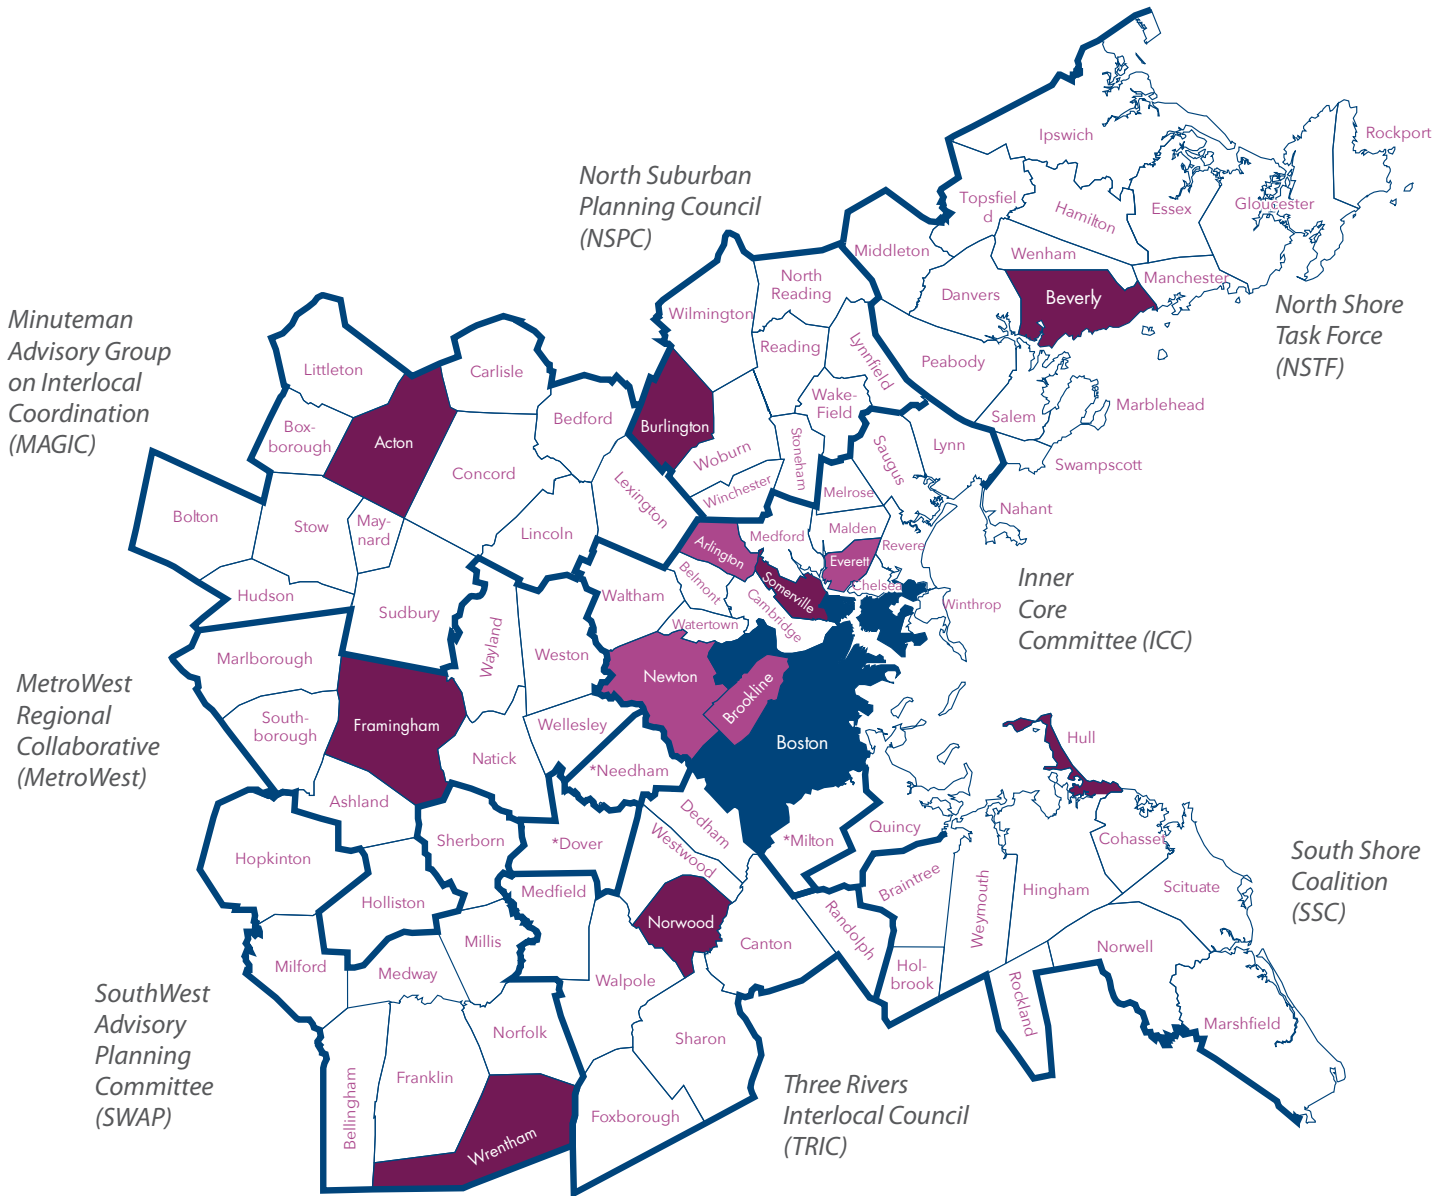 Ipswich
Rockport
North Suburban
Planning Council
(NSPC)
Topsfiel
d
Hamilton
Essex
Gloucester
Middleton
Wenham
North
Reading
Danvers
Beverly
Manchester
North Shore
Task Force
(NSTF)
Minuteman
Advisory Group
on Interlocal
Coordination
(MAGIC)
Wilmington
Reading
Lynnfield
Peabody
Littleton
Carlisle
Wake-
Field
Salem
Marblehead
Box-
borough
Acton
Bedford
Burlington
Woburn
Stoneham
Saugus
Lynn
Swampscott
Concord
Lexington
Winchester
Melrose
Nahant
Bolton
Stow
May-
nard
Lincoln
Arlington
Medford
Malden
Revere
Everett
Chelsea
Hudson
Sudbury
Waltham
Belmont
Somerville
Cambridge
Watertown
Winthrop
Inner
Core
Committee (ICC)
Marlborough
Wayland
Weston
Newton
Brookline
Boston
MetroWest
Regional
Collaborative
(MetroWest)
South-
borough
Framingham
Natick
Wellesley
*Needham
Hull
Ashland
Sherborn
*Dover
Dedham
Westwood
*Milton
Quincy
Cohasset
Hopkinton
Holliston
Medfield
Norwood
Canton
Randolph
Braintree
Weymouth
Hingham
Scituate
South Shore
Coalition
(SSC)
Milford
Medway
Millis
Walpole
Hol-
brook
Rockland
Norwell
Marshfield
SouthWest
Advisory
Planning
Committee
(SWAP)
Norfolk
Sharon
Bellingham
Franklin
Wrentham
Foxborough
Three Rivers
Interlocal Council
(TRIC)